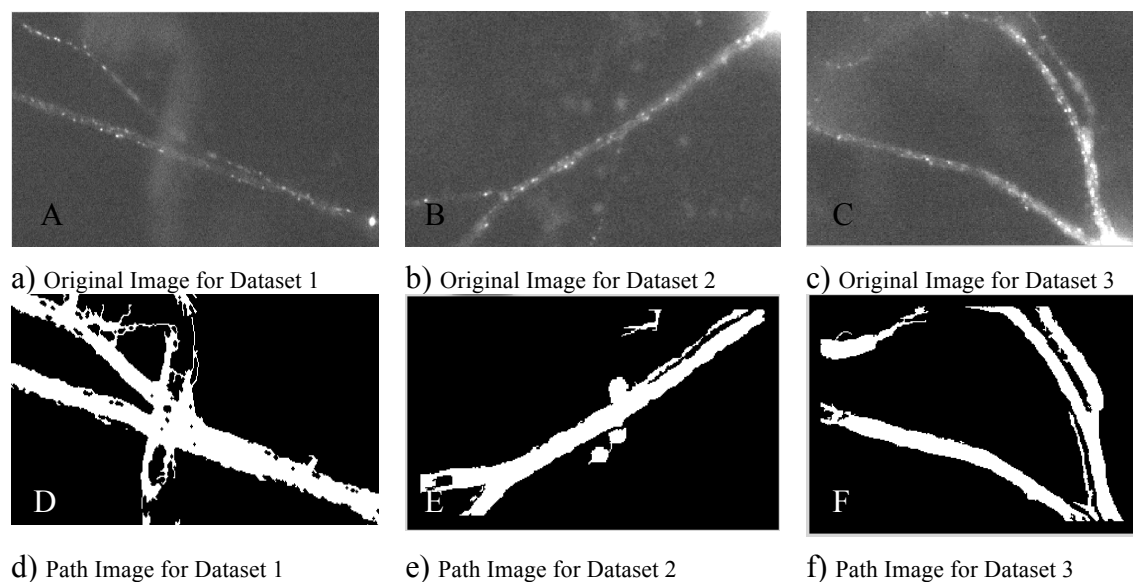 A
B
C
a) Original Image for Dataset 1
b) Original Image for Dataset 2
c) Original Image for Dataset 3
D
E
F
d) Path Image for Dataset 1
e) Path Image for Dataset 2
f) Path Image for Dataset 3